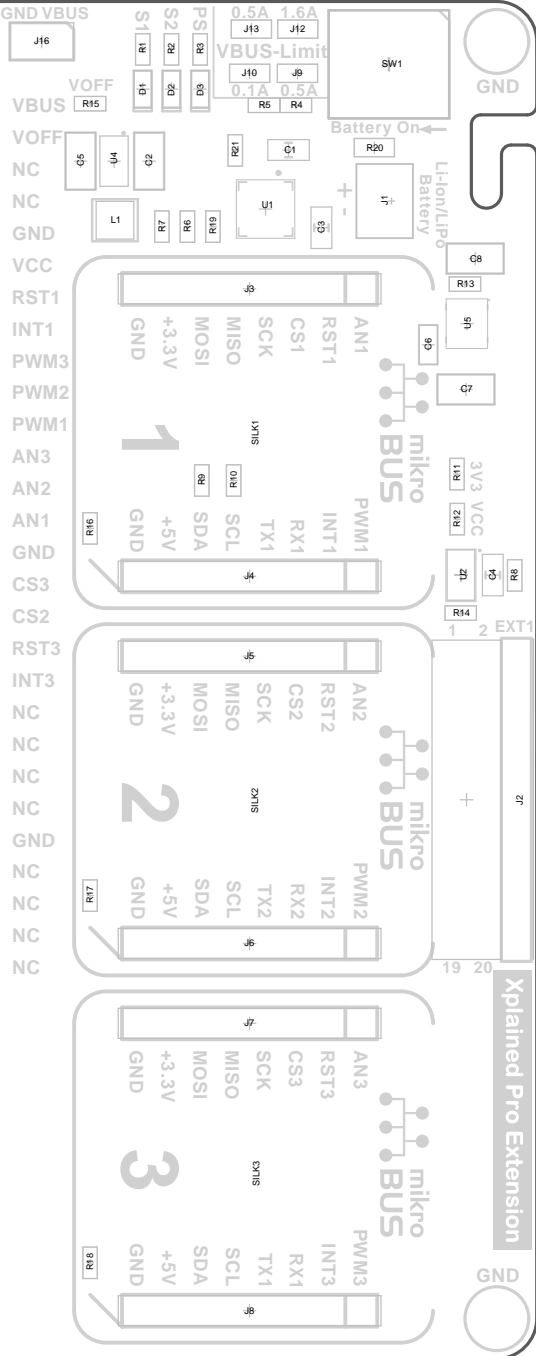 GND VBUS
J16
S1
S2
PS
R1
R2
R3
D1
D2
D3
0.5A 1.6A
J13
J12
VBUS-Limit
J10
J9
0.1A 0.5A
R5
R4
SW1
Battery On
GND
VOFF
R15
VBUS
VOFF
NC
NC
GND
VCC
RST1
INT1
PWM3
PWM2
PWM1
AN3
AN2
AN1
GND
CS3
CS2
RST3
INT3
NC
NC
NC
NC
GND
NC
NC
NC
NC
C5
U4
C2
R21
C1
R20
L1
R7
R6
R19
U1
C3
+
-
J1
Li-Ion/LiPo
Battery
C8
R13
U5
C6
C7
J3
GND
+3.3V
MOSI
MISO
SCK
CS1
RST1
AN1
1
SILK1
mikro
BUS
R9
R10
R16
GND
+5V
SDA
SCL
TX1
RX1
INT1
PWM1
J4
R11
3V3
R12
VCC
U2
C4
R8
R14
1
2
EXT1
J5
GND
+3.3V
MOSI
MISO
SCK
CS2
RST2
AN2
2
SILK2
mikro
BUS
J2
R17
GND
+5V
SDA
SCL
TX2
RX2
INT2
PWM2
J6
19 20
Xplained Pro Extension
J7
GND
+3.3V
MOSI
MISO
SCK
CS3
RST3
AN3
3
SILK3
mikro
BUS
R18
GND
+5V
SDA
SCL
TX1
RX1
INT3
PWM3
J8
GND